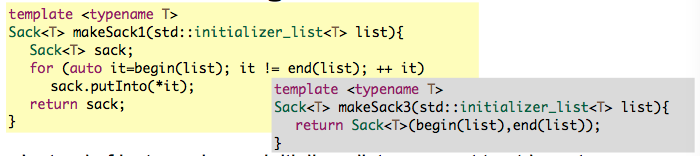 template <typename T>
Sack<T> makeSack1(std::initializer_list<T> list){
   Sack<T> sack;
   for (auto it=begin(list); it != end(list); ++ it)
      sack.putInto(*it);
   return sack;
}
template <typename T>
Sack<T> makeSack3(std::initializer_list<T> list){
   return Sack<T>(begin(list),end(list));
}